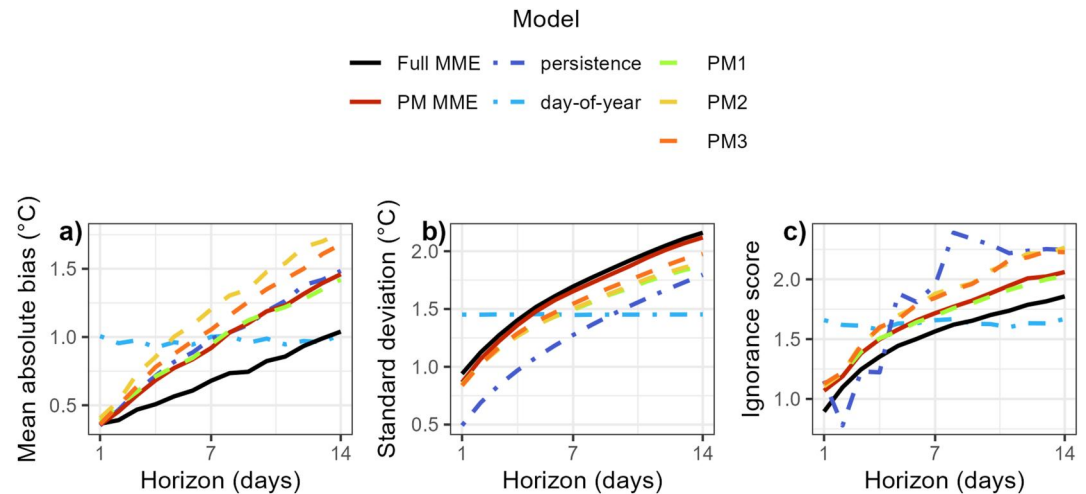 Model
Full MME persistence PM1
PM MME day-of-year PM2
PM3
a) b) c)
Mean absolute bias (°C)
1.5
1.0
0.5
1 7 14
Horizon (days)
Standard deviation (°C)
2.0
1.5
1.0
0.5
1 7 14
Horizon (days)
Ignorance score
2.0
1.5
1.0
1 7 14
Horizon (days)